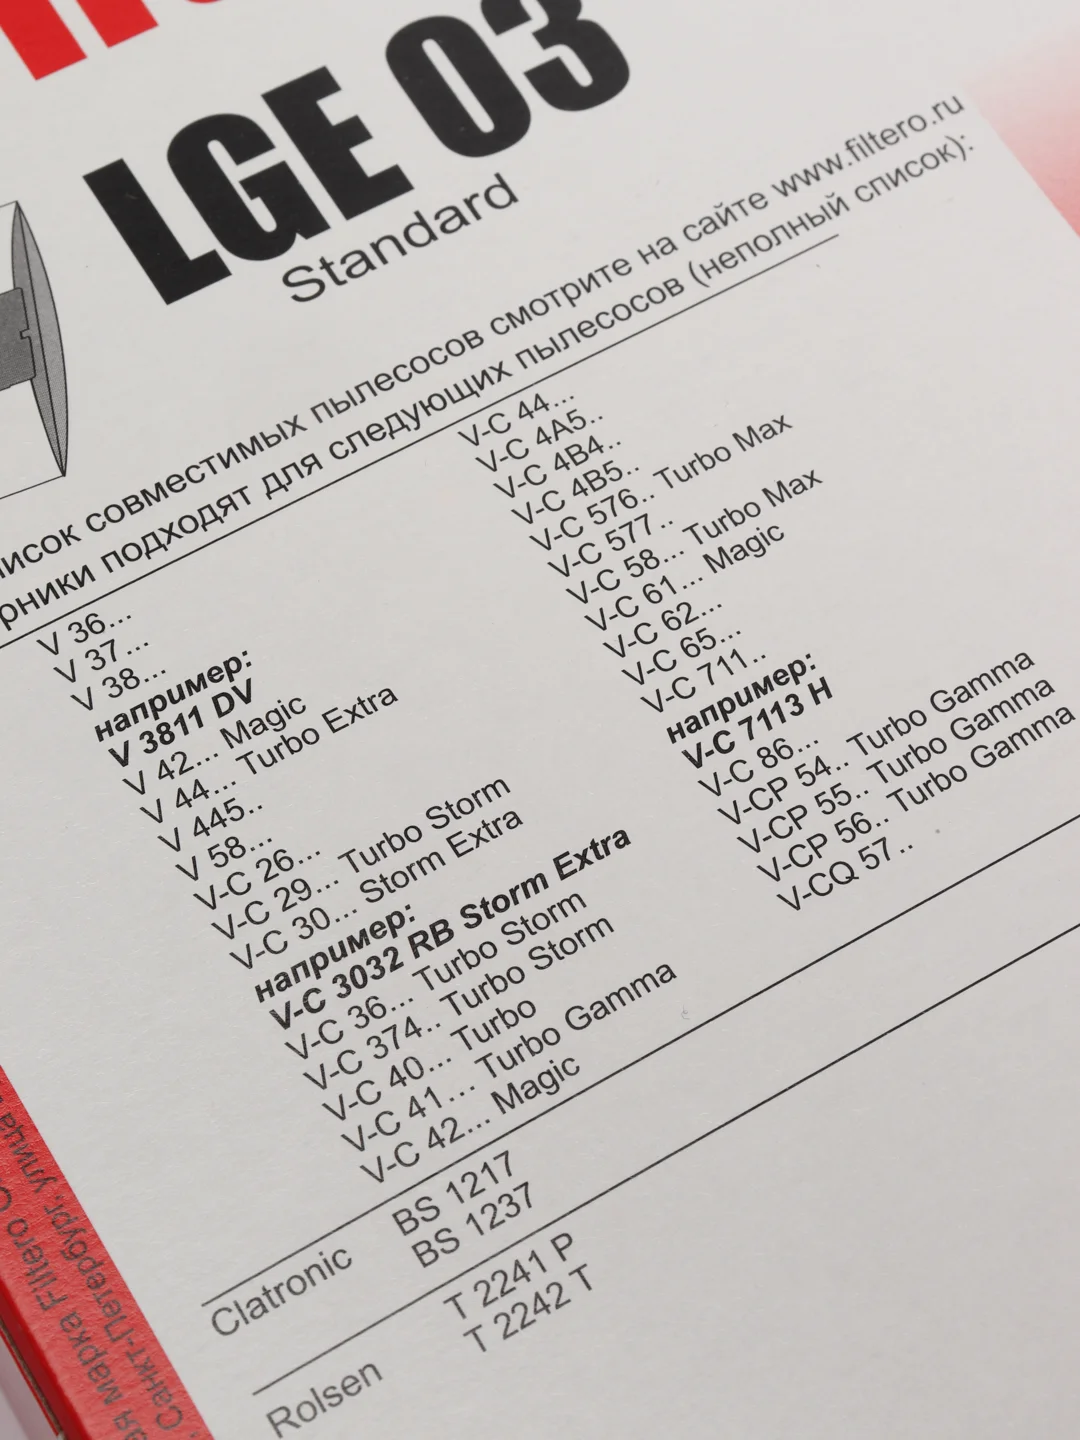 LGE 03
Standard
список совместимых пылесосов смотрите на сайте www.filtero.ru
подходят для следующих пылесосов (неполный список):
V 36...
V 37...
V 38...
например:
V 3811 DV
V 42... Magic
V 44... Turbo Extra
V 445..
V 58...
V-C 26...
V-C 29... Turbo Storm
V-C 30... Storm Extra
например:
V-C 3032 RB Storm Extra
V-C 36... Turbo Storm
V-C 374.. Turbo Storm
V-C 40... Turbo
V-C 41... Turbo Gamma
V-C 42... Magic
V-C 44...
V-C 4A5..
V-C 4B4..
V-C 4B5..
V-C 576.. Turbo Max
V-C 577..
V-C 58... Turbo Max
V-C 61... Magic
V-C 62...
V-C 65...
V-C 711..
например:
V-C 7113 H
V-C 86...
V-CP 54.. Turbo Gamma
V-CP 55.. Turbo Gamma
V-CP 56.. Turbo Gamma
V-CQ 57..
Clatronic BS 1217
BS 1237
Rolsen T 2241 P
T 2242 T
марка Filtero
Санкт-Петербург, улица